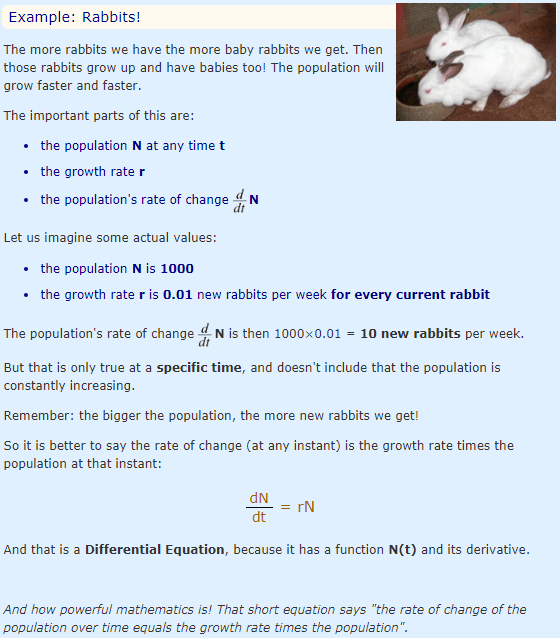 Example: Rabbits!
The more rabbits we have the more baby rabbits we get. Then
those rabbits grow up and have babies too! The population will
grow faster and faster.
The important parts of this are:
• the population N at any time t
• the growth rate r
• the population's rate of change d/dt N
Let us imagine some actual values:
• the population N is 1000
• the growth rate r is 0.01 new rabbits per week for every current rabbit
The population's rate of change d/dt N is then 1000×0.01 = 10 new rabbits per week.
But that is only true at a specific time, and doesn't include that the population is
constantly increasing.
Remember: the bigger the population, the more new rabbits we get!
So it is better to say the rate of change (at any instant) is the growth rate times the
population at that instant:
dN/dt = rN
And that is a Differential Equation, because it has a function N(t) and its derivative.
And how powerful mathematics is! That short equation says "the rate of change of the
population over time equals the growth rate times the population".